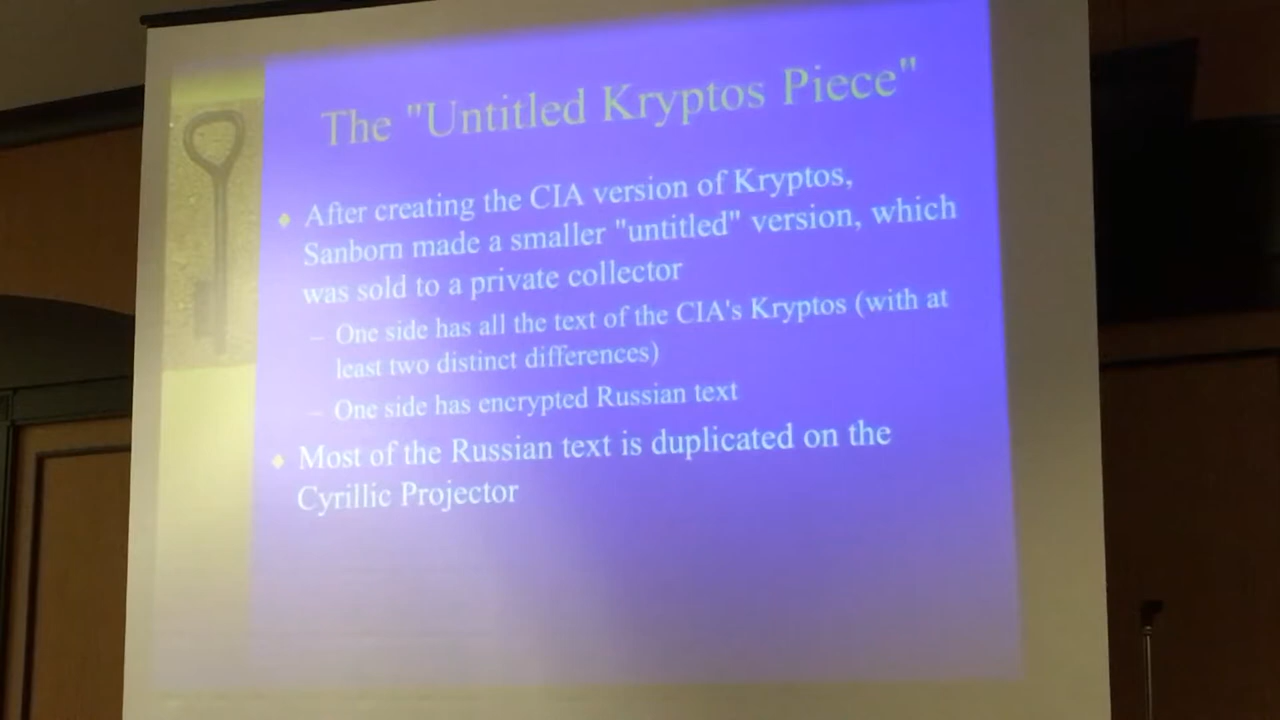 The "Untitled Kryptos Piece"
After creating the CIA version of Kryptos,
Sanborn made a smaller "untitled" version, which
was sold to a private collector
– One side has all the text of the CIA's Kryptos (with at
least two distinct differences)
– One side has encrypted Russian text
Most of the Russian text is duplicated on the
Cyrillic Projector